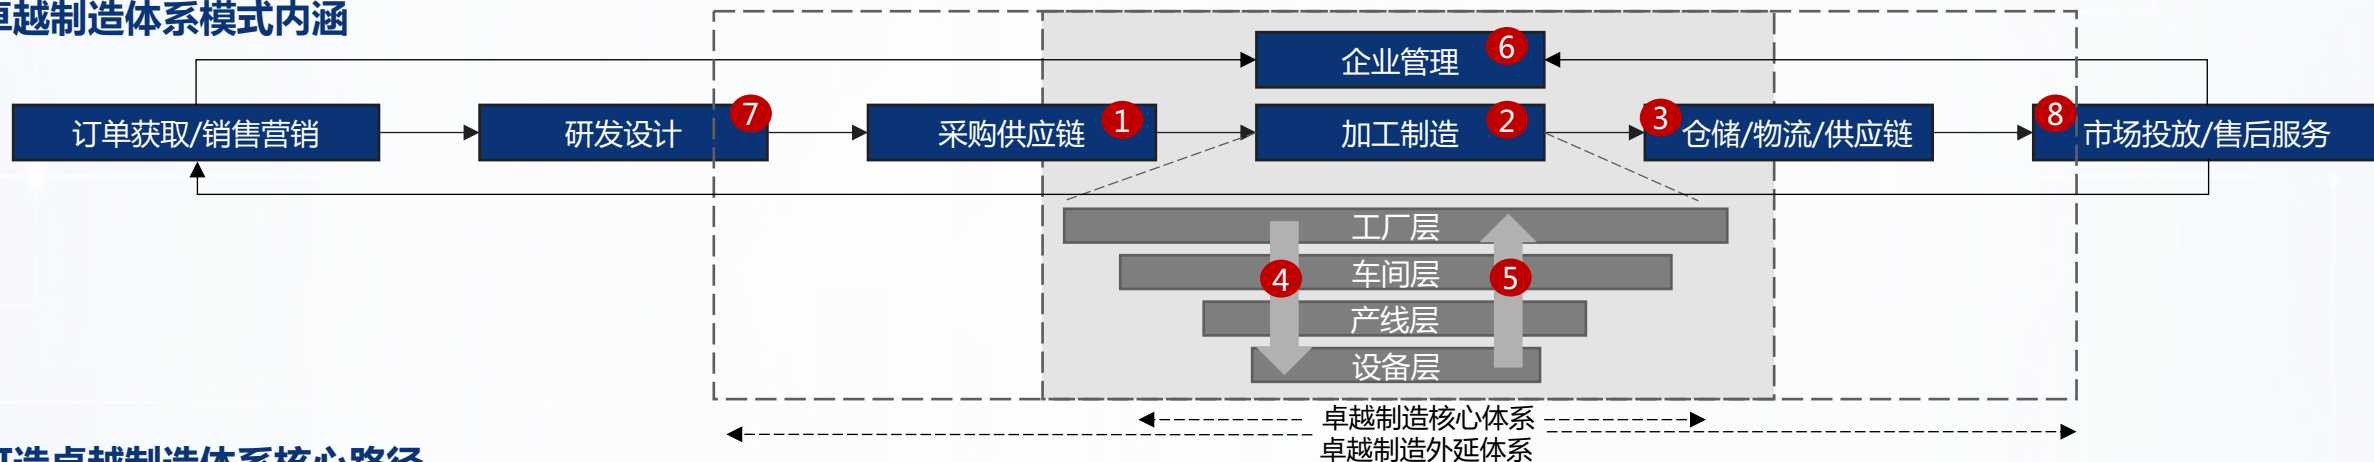 卓越制造体系模式内涵
企业管理 6
订单获取/销售营销
研发设计 7
采购供应链 1
加工制造 2
3 仓储/物流/供应链
8 市场投放/售后服务
工厂层
4 车间层 5
产线层
设备层
卓越制造核心体系
卓越制造外延体系
打造卓越制造体系核心路径